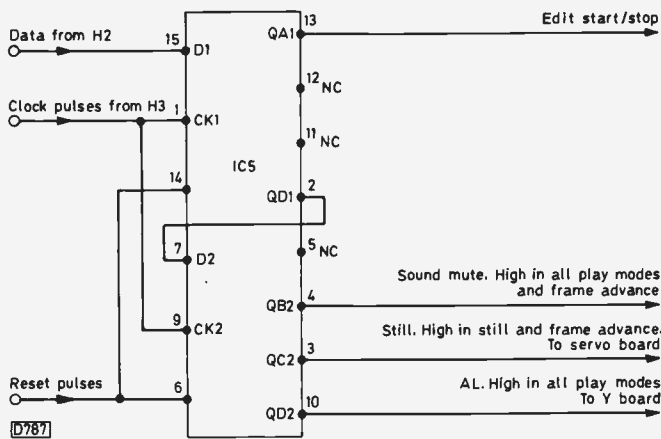 13
Edit start/stop
Data from H2
15
QA1
D1
12
NC
Clock pulses from H3
1
CK1
11
NC
IC5
14
2
QD1
7
D2
5
NC
Sound mute. High in all play modes
and frame advance
4
QB2
9
CK2
Still. High in still and frame advance.
To servo board
3
QC2
Reset pulses
6
AL. High in all play modes
To Y board
10
QD2
D787